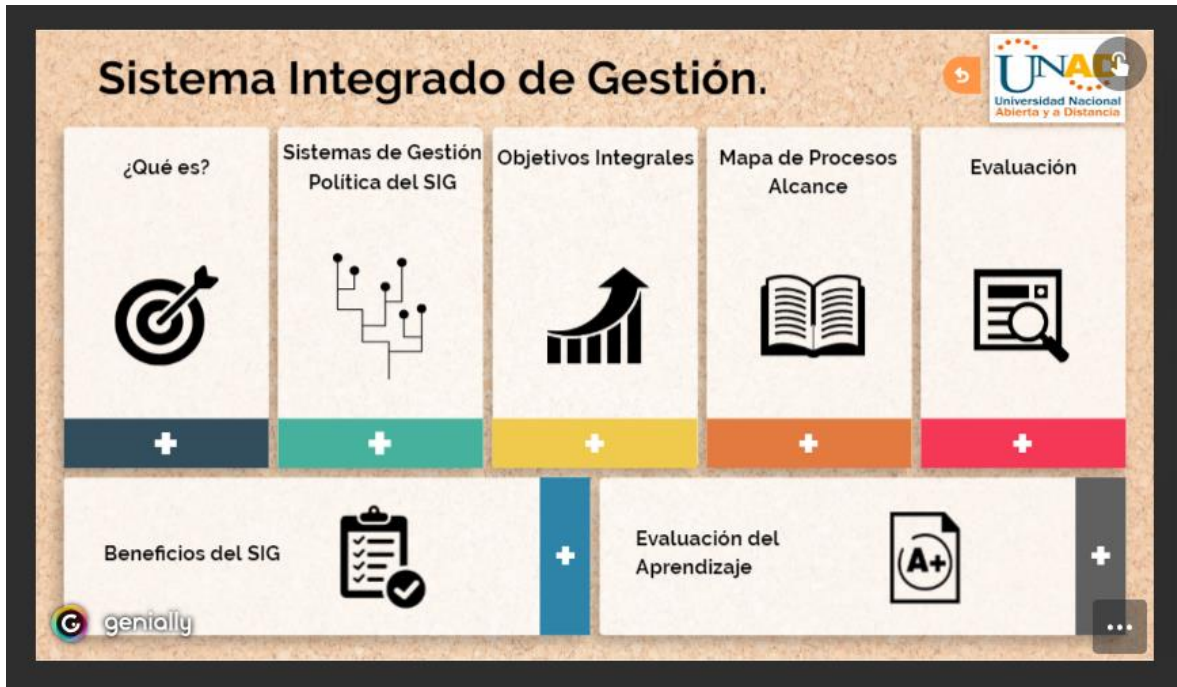 Sistema Integrado de Gestión.
UNAD
Universidad Nacional
Abierta y a Distancia
¿Qué es?
Sistemas de Gestión
Política del SIG
Objetivos Integrales
Mapa de Procesos
Alcance
Evaluación
Beneficios del SIG
Evaluación del
Aprendizaje
A+
G genially